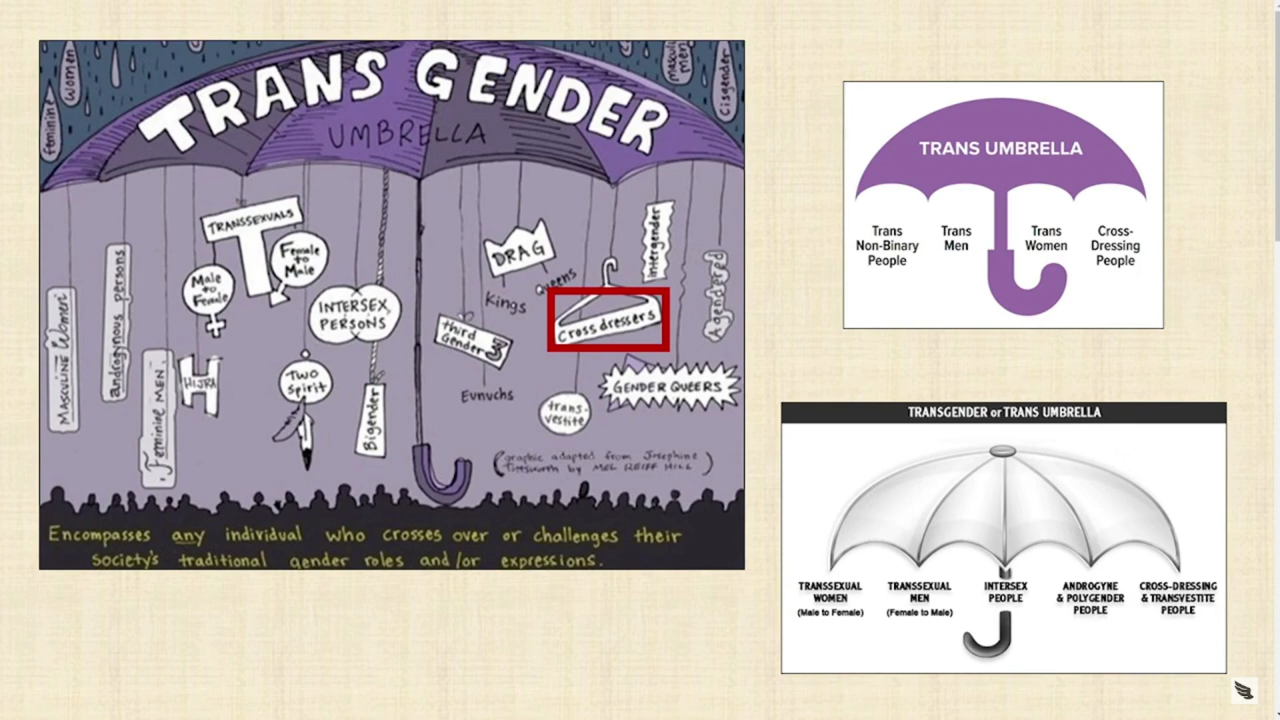 feminine women
masculine men
Cisgender
TRANS GENDER
UMBRELLA
TRANSSEXUALS
T
Female to Male
Male to Female
INTERSEX PERSONS
DRAG
Queens
Kings
intergender
Cross dressers
third Gender 3
Agendered
Masculine Women
androgynous persons
Feminine MEN
HIJRA
TWO Spirit
Bigender
Eunuchs
trans-
vestite
GENDER QUEERS
(graphic adapted from Josephine
Tittsworth by MEL REIFF HILL)
Encompasses any individual who crosses over or challenges their
society's traditional gender roles and/or expressions.
TRANS UMBRELLA
Trans
Non-Binary
People
Trans
Men
Trans
Women
Cross-
Dressing
People
TRANSGENDER or TRANS UMBRELLA
TRANSSEXUAL
WOMEN
(Male to Female)
TRANSSEXUAL
MEN
(Female to Male)
INTERSEX
PEOPLE
ANDROGYNE
& POLYGENDER
PEOPLE
CROSS-DRESSING
& TRANSVESTITE
PEOPLE